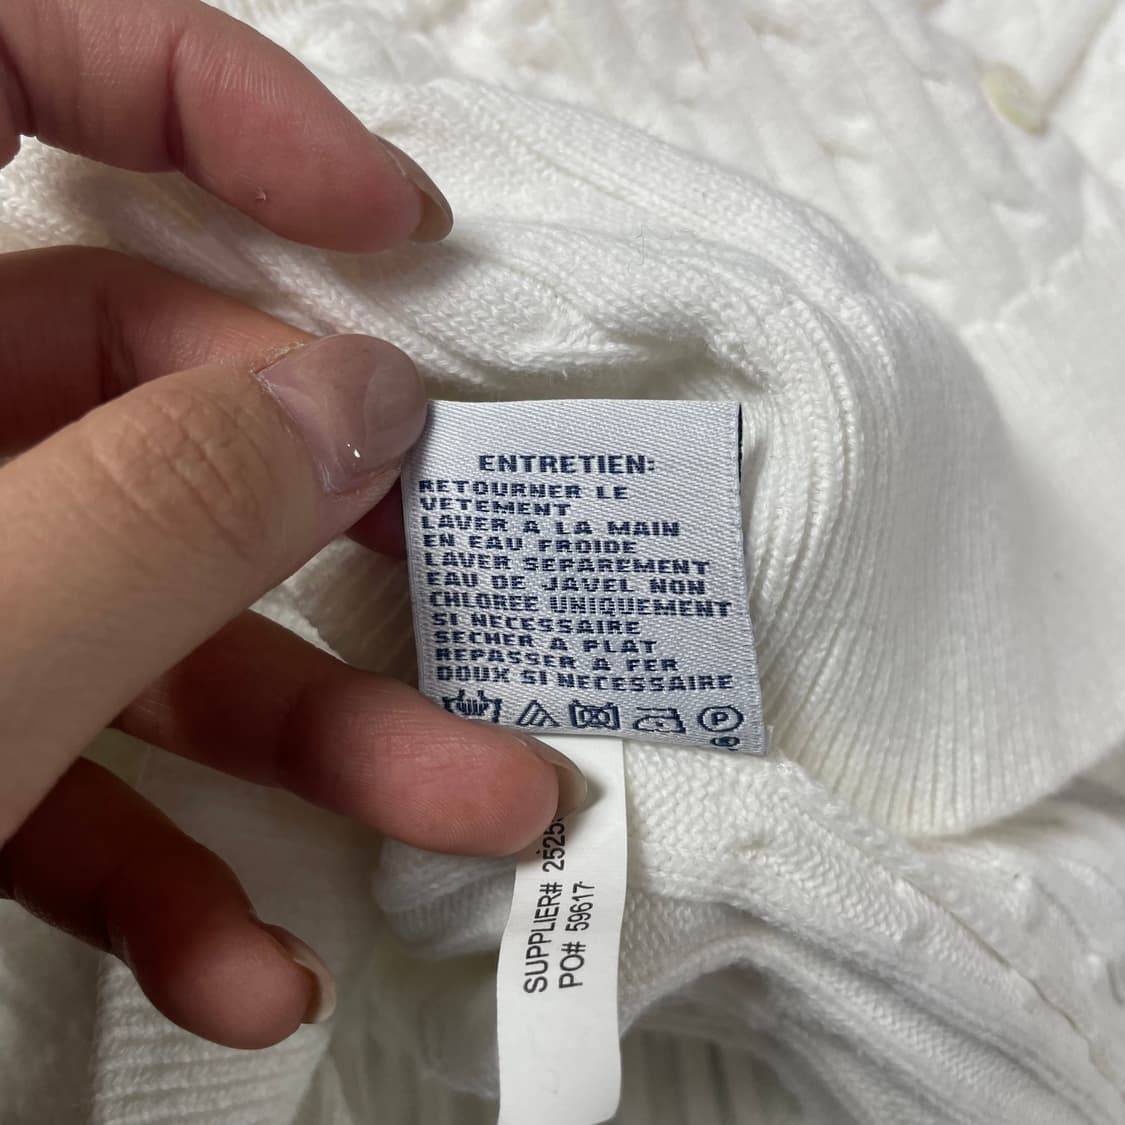 ENTRETIEN:
RETOURNER LE
VETEMENT
LAVER A LA MAIN
EN EAU FROIDE
LAVER SEPAREMENT
EAU DE JAVEL NON
CHLOREE UNIQUEMENT
SI NECESSAIRE
SECHER A PLAT
REPASSER A FER
DOUX SI NECESSAIRE
P
SUPPLIER#
PO# 59617